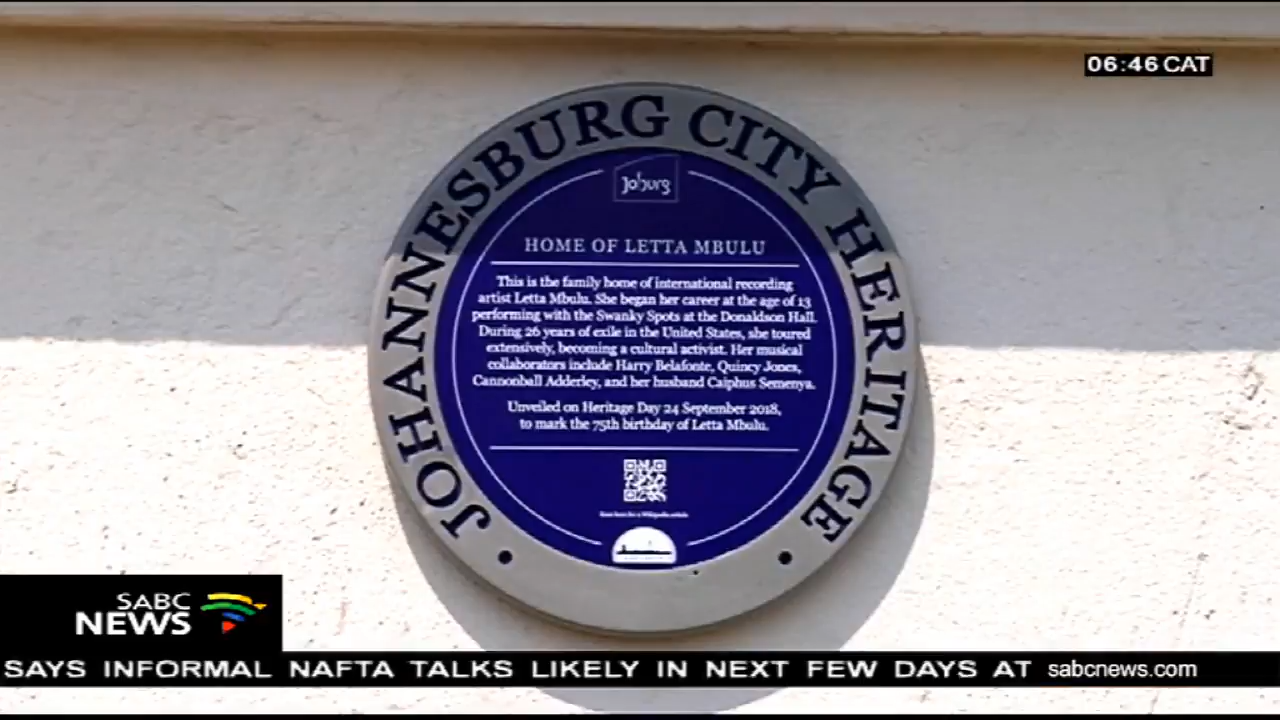 06:46 CAT
JOHANNESBURG CITY HERITAGE
Joburg
HOME OF LETTA MBULU
This is the family home of international recording
artist Letta Mbulu. She began her career at the age of 13
performing with the Swanky Spots at the Donaldson Hall.
During 26 years of exile in the United States, she toured
extensively, becoming a cultural activist. Her musical
collaborators include Harry Belafonte, Quincy Jones,
Cannonball Adderley, and her husband Caiphus Semenya.
Unveiled on Heritage Day 24 September 2018,
to mark the 75th birthday of Letta Mbulu.
SABC
NEWS
SAYS INFORMAL NAFTA TALKS LIKELY IN NEXT FEW DAYS AT sabcnews.com